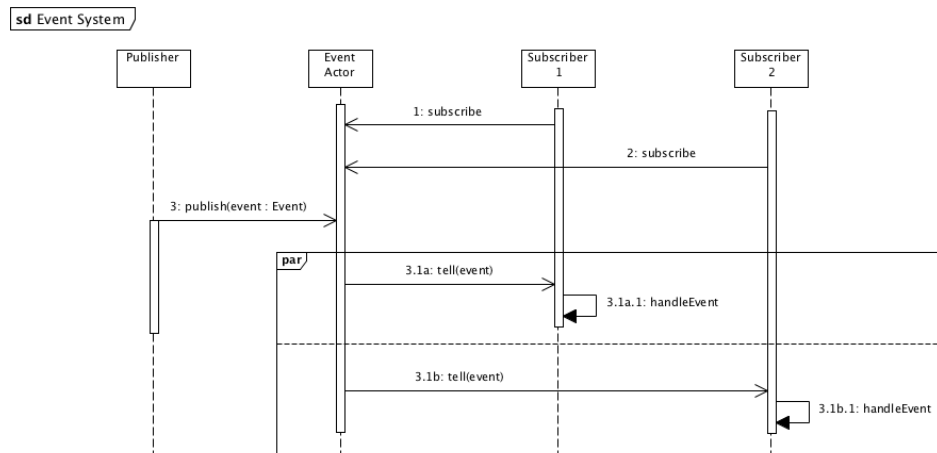 sd Event System
Publisher
Event
Actor
Subscriber
1
Subscriber
2
1: subscribe
2: subscribe
3: publish(event : Event)
par
3.1a: tell(event)
3.1a.1: handleEvent
3.1b: tell(event)
3.1b.1: handleEvent